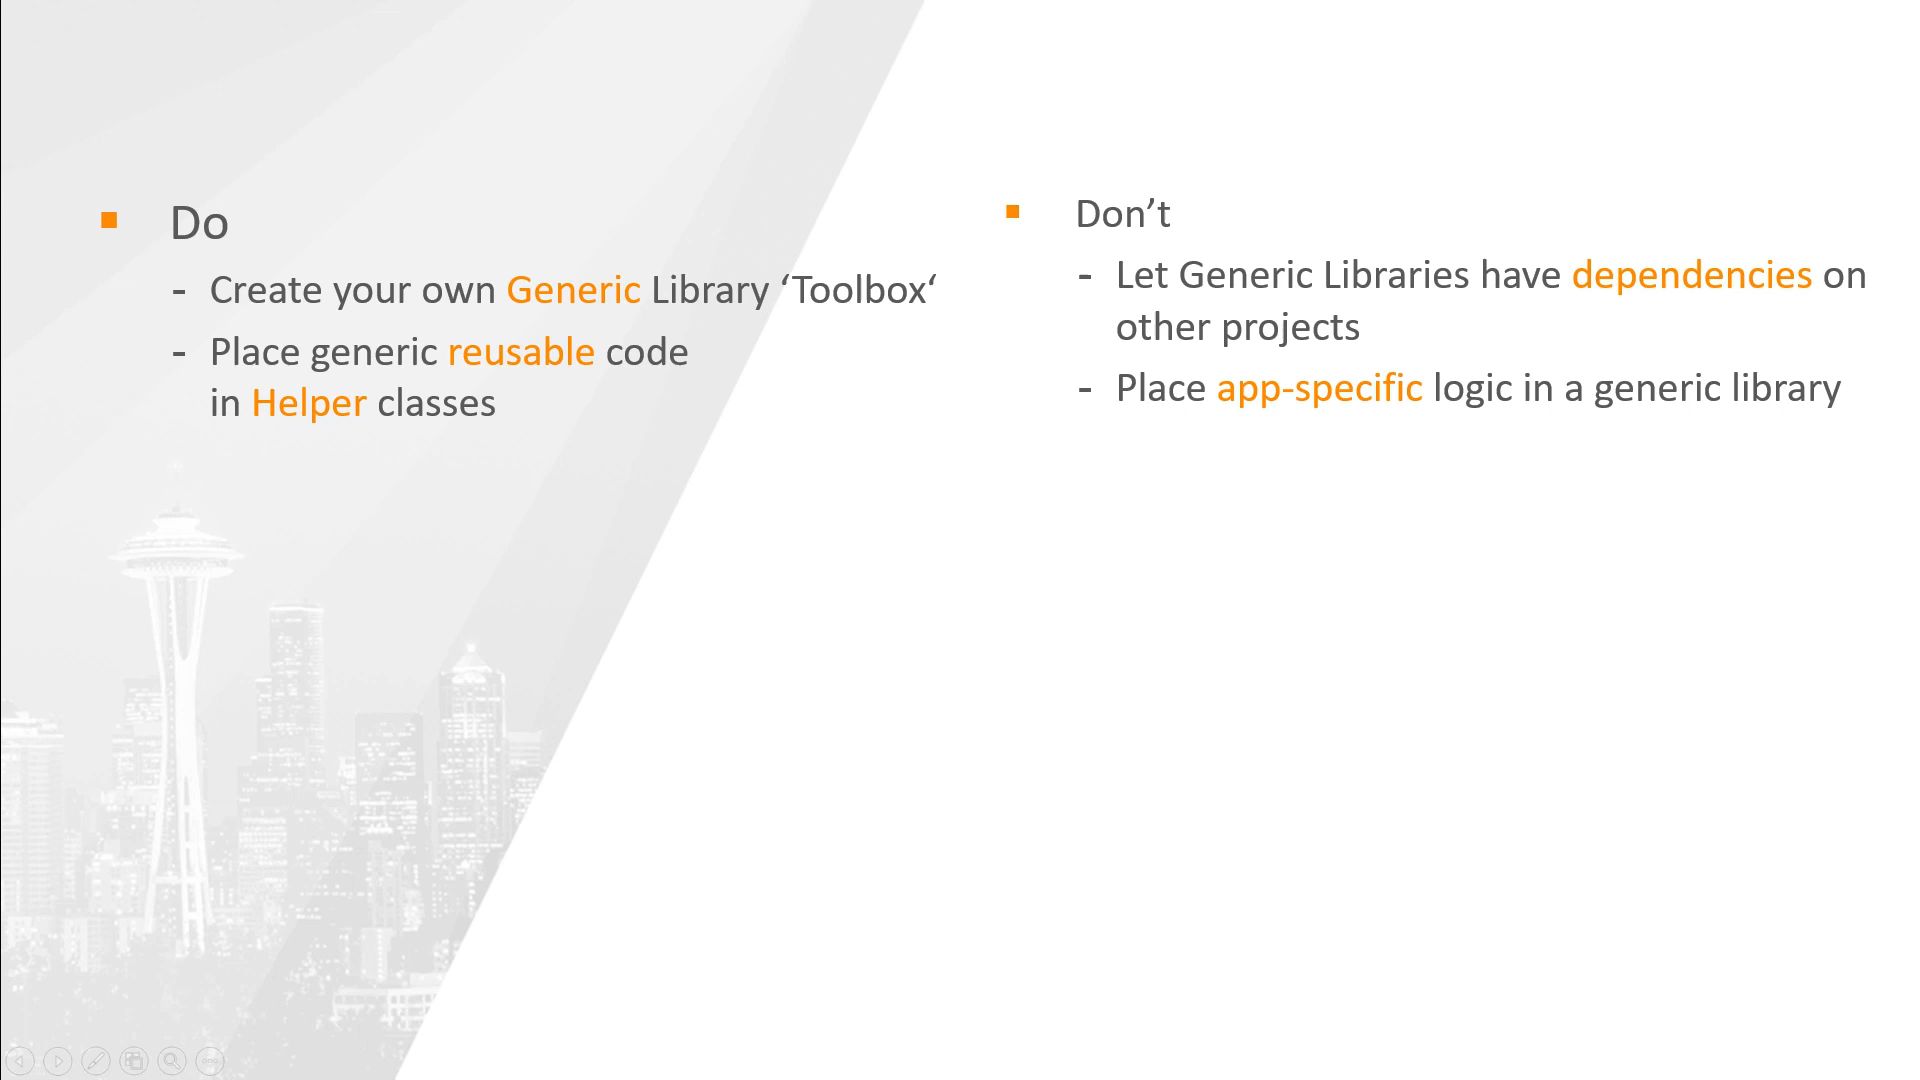 Do
- Create your own Generic Library ‘Toolbox‘
- Place generic reusable code
in Helper classes
Don’t
- Let Generic Libraries have dependencies on
other projects
- Place app-specific logic in a generic library